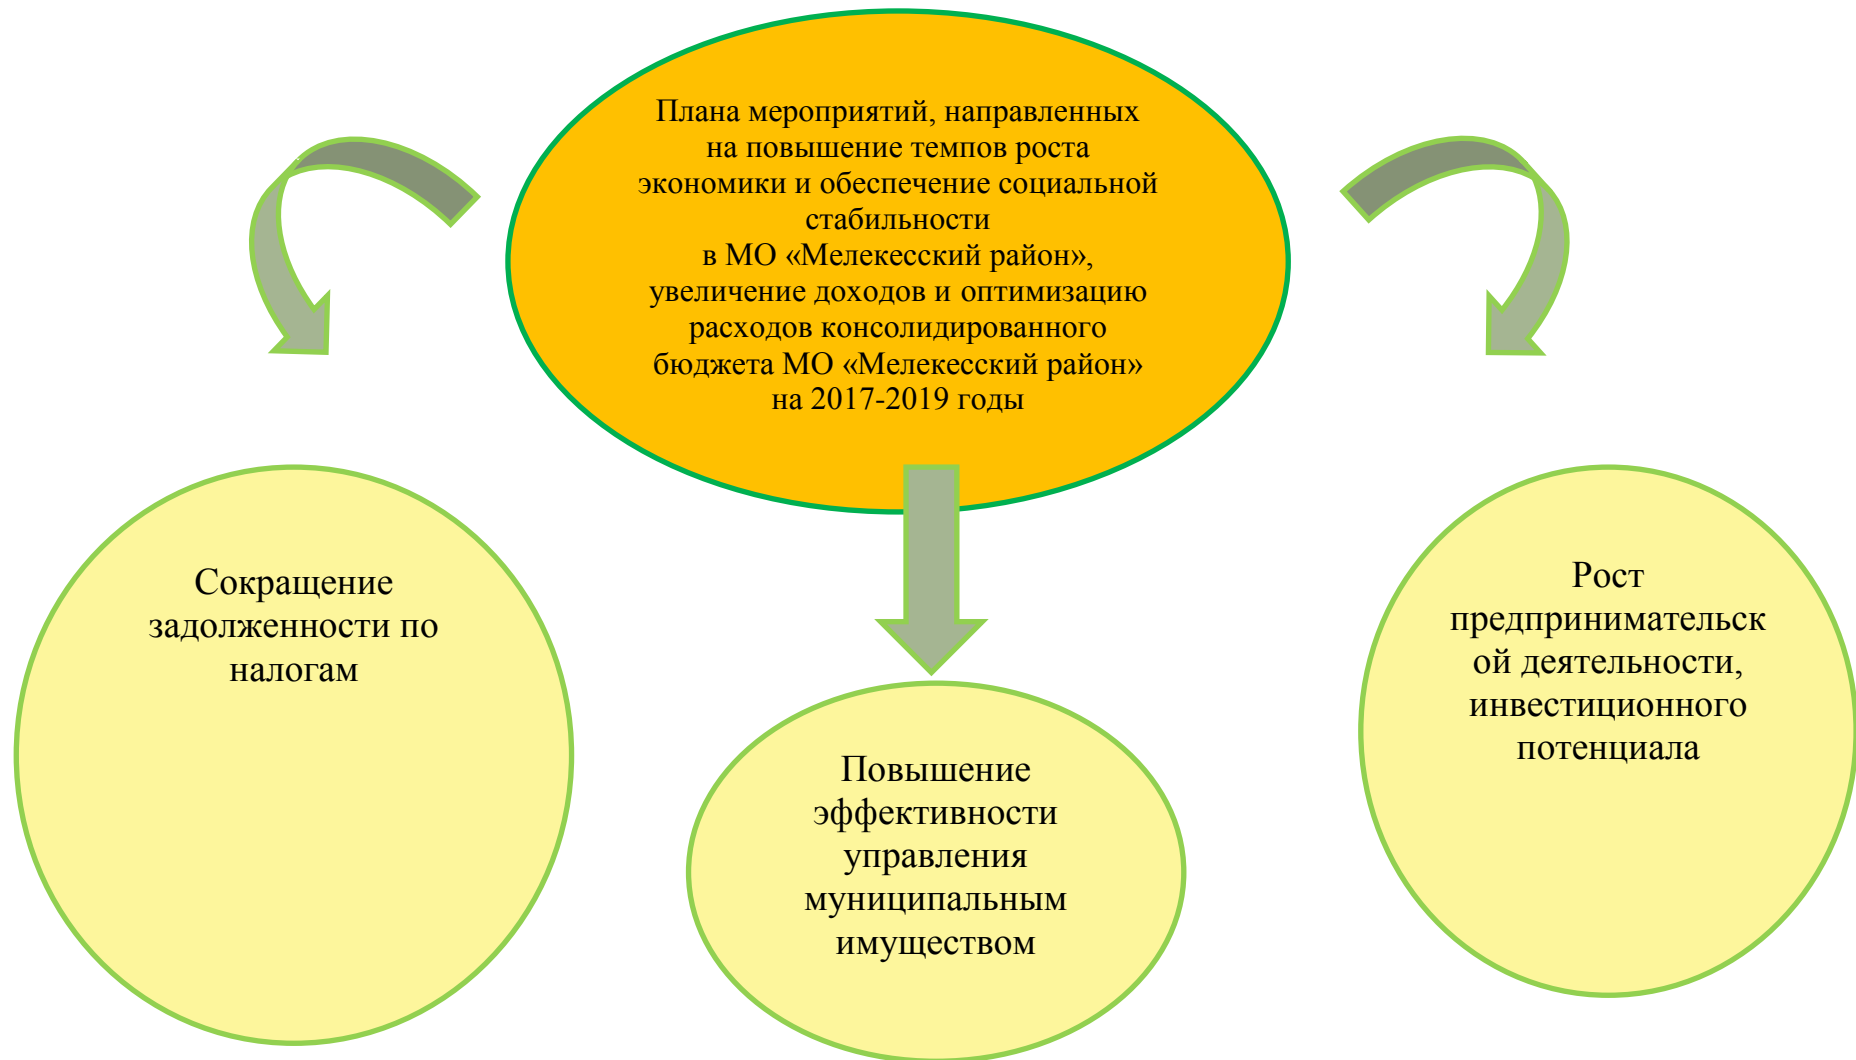 Плана мероприятий, направленных
на повышение темпов роста
экономики и обеспечение социальной
стабильности
в МО «Мелекесский район»,
увеличение доходов и оптимизацию
расходов консолидированного
бюджета МО «Мелекесский район»
на 2017-2019 годы
Сокращение
задолженности по
налогам
Повышение
эффективности
управления
муниципальным
имуществом
Рост
предпринимательск
ой деятельности,
инвестиционного
потенциала